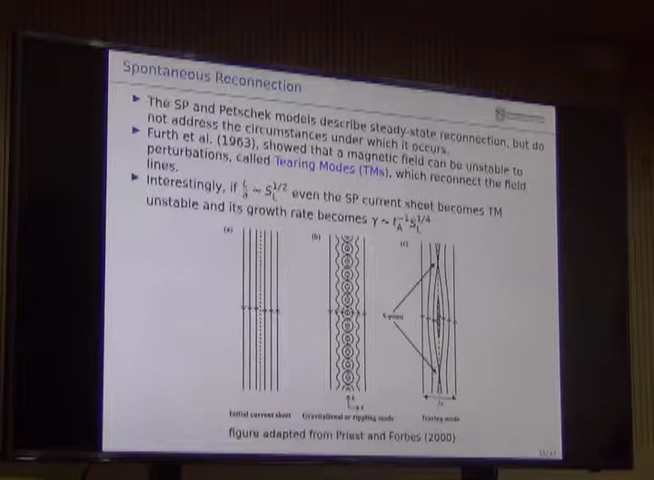 Spontaneous Reconnection
► The SP and Petschek models describe steady-state reconnection, but do
not address the circumstances under which it occurs.
► Furth et al. (1963), showed that a magnetic field can be unstable to
perturbations, called Tearing Modes (TMs), which reconnect the field
lines.
► Interestingly, if L/a ~ S_L^{1/2} even the SP current sheet becomes TM
unstable and its growth rate becomes γ ~ t_A^{-1} S_L^{1/4}
(a) (b) (c)
X-points
Initial current sheet Gravitational or rippling mode Tearing mode
figure adapted from Priest and Forbes (2000)